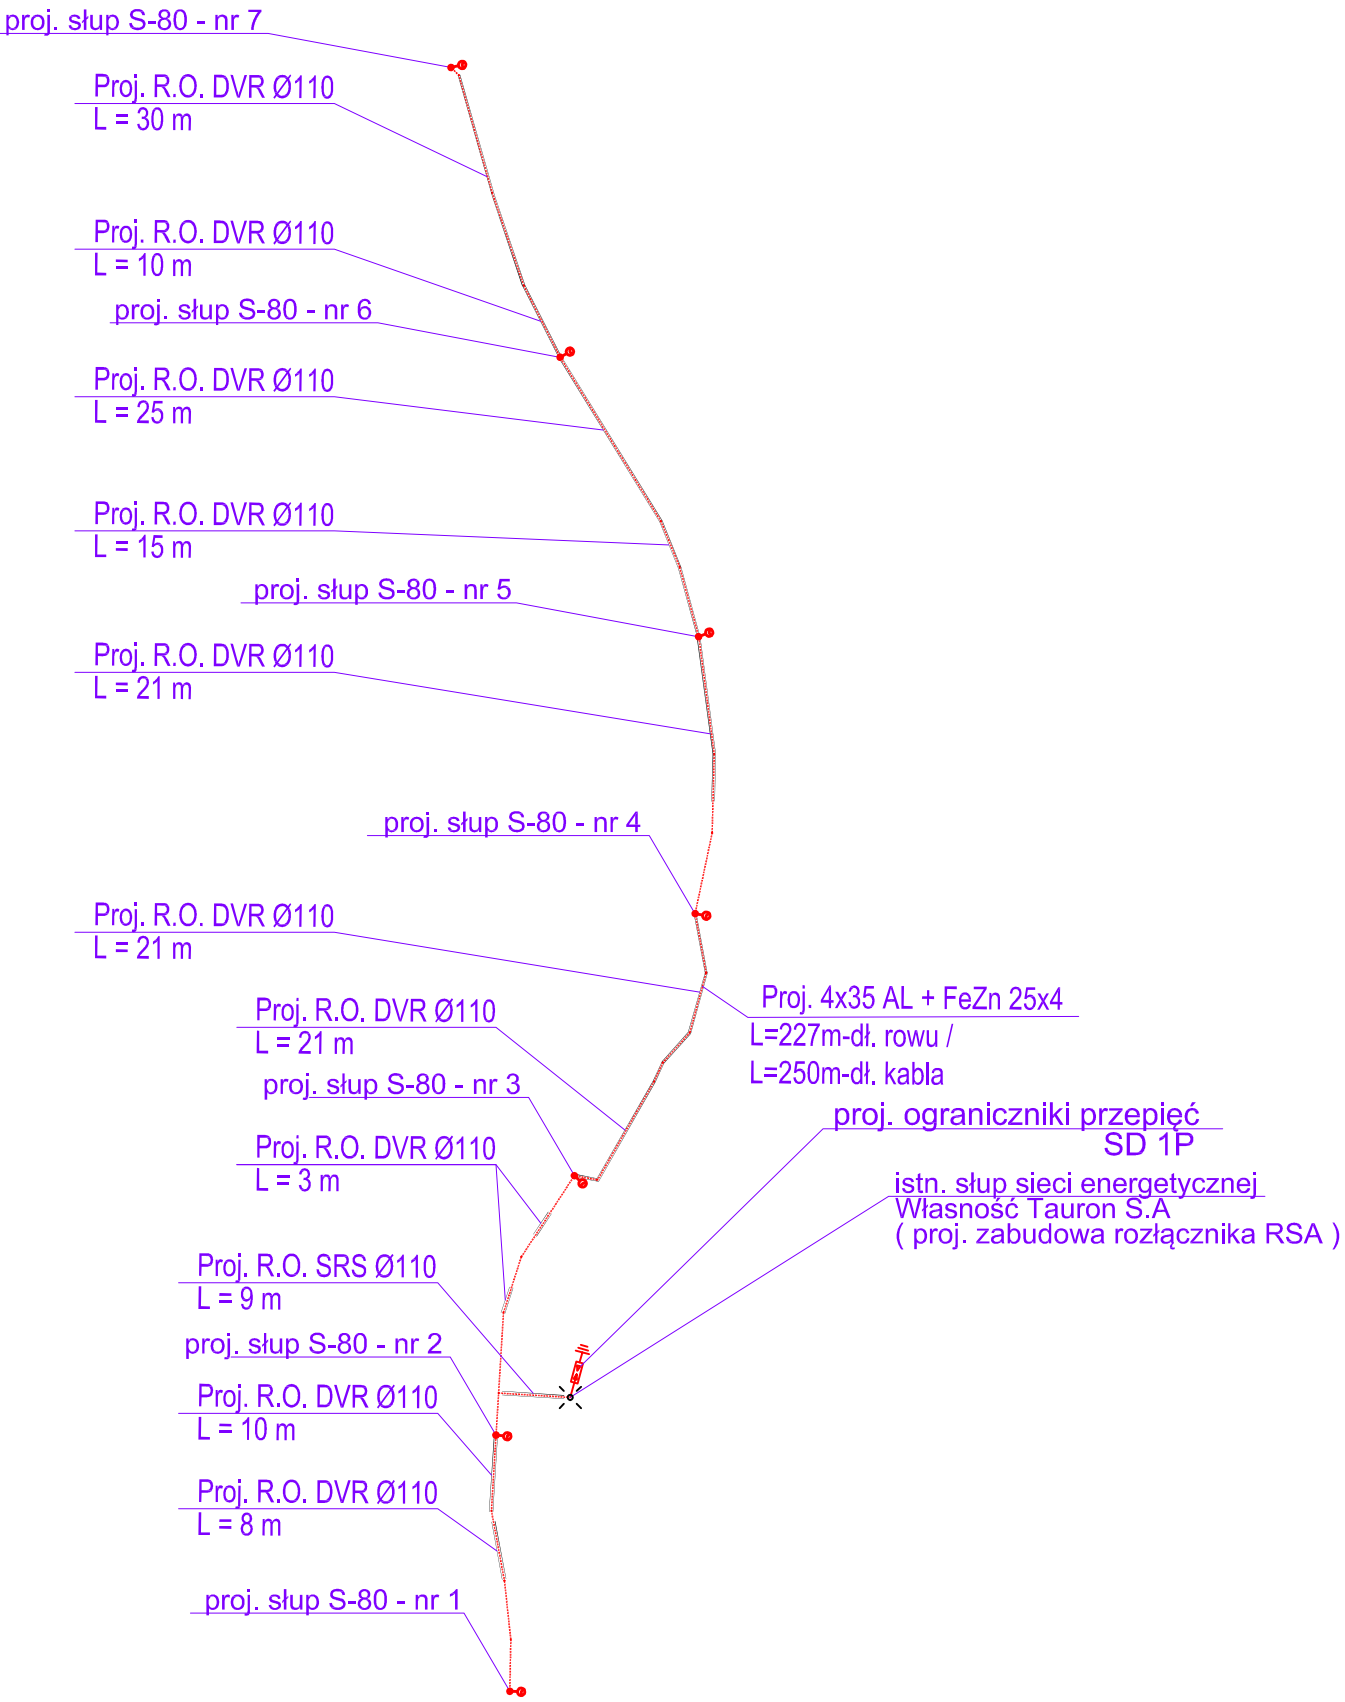 proj. słup S-80 - nr 7
Proj. R.O. DVR Ø110
L = 30 m
Proj. R.O. DVR Ø110
L = 10 m
proj. słup S-80 - nr 6
Proj. R.O. DVR Ø110
L = 25 m
Proj. R.O. DVR Ø110
L = 15 m
proj. słup S-80 - nr 5
Proj. R.O. DVR Ø110
L = 21 m
proj. słup S-80 - nr 4
Proj. R.O. DVR Ø110
L = 21 m
Proj. 4x35 AL + FeZn 25x4
L=227m-dł. rowu /
L=250m-dł. kabla
Proj. R.O. DVR Ø110
L = 21 m
proj. słup S-80 - nr 3
proj. ograniczniki przepięć
SD 1P
Proj. R.O. DVR Ø110
L = 3 m
istn. słup sieci energetycznej
Własność Tauron S.A
( proj. zabudowa rozłącznika RSA )
Proj. R.O. SRS Ø110
L = 9 m
proj. słup S-80 - nr 2
Proj. R.O. DVR Ø110
L = 10 m
Proj. R.O. DVR Ø110
L = 8 m
proj. słup S-80 - nr 1